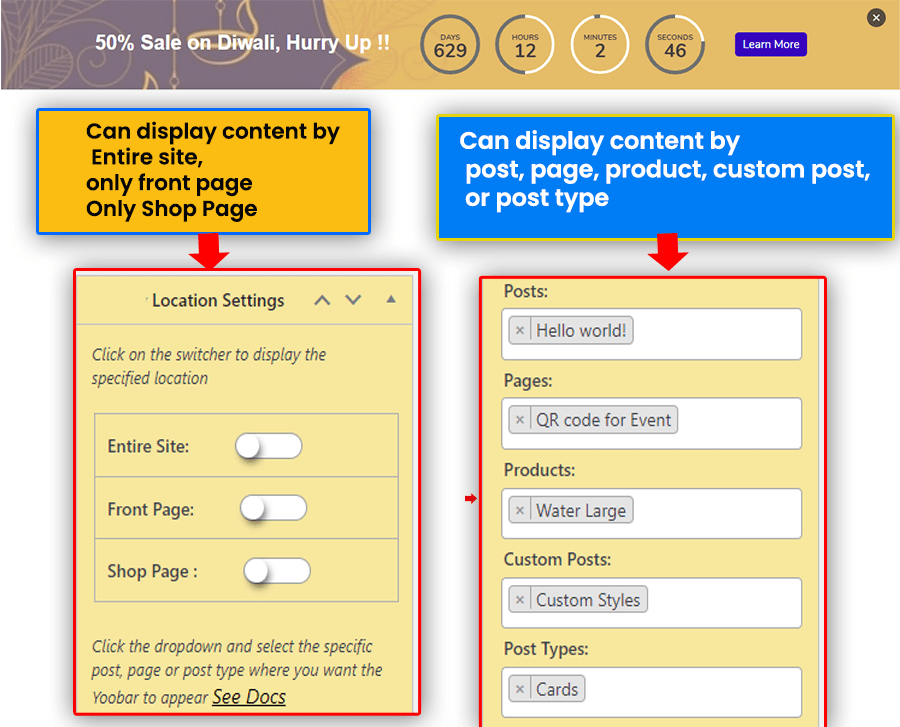 50% Sale on Diwali, Hurry Up !!
DAYS
629
HOURS
12
MINUTES
2
SECONDS
46
Learn More
×
Can display content by
Entire site,
only front page
Only Shop Page
Can display content by
post, page, product, custom post,
or post type
Location Settings
Click on the switcher to display the
specified location
Entire Site:
Front Page:
Shop Page :
Click the dropdown and select the specific
post, page or post type where you want the
Yoobar to appear See Docs
Posts:
× Hello world!
Pages:
× QR code for Event
Products:
× Water Large
Custom Posts:
× Custom Styles
Post Types:
× Cards